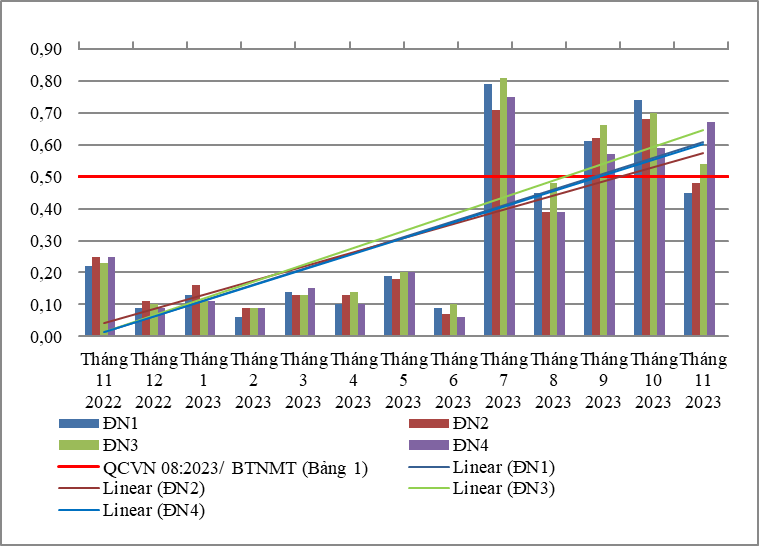 0,90
0,80
0,70
0,60
0,50
0,40
0,30
0,20
0,10
0,00
Tháng Tháng Tháng Tháng Tháng Tháng Tháng Tháng Tháng Tháng Tháng Tháng Tháng
11 12 1 2 3 4 5 6 7 8 9 10 11
2022 2022 2023 2023 2023 2023 2023 2023 2023 2023 2023 2023 2023
ĐN1 ĐN2
ĐN3 ĐN4
QCVN 08:2023/ BTNMT (Bảng 1) Linear (ĐN1)
Linear (ĐN2) Linear (ĐN3)
Linear (ĐN4)